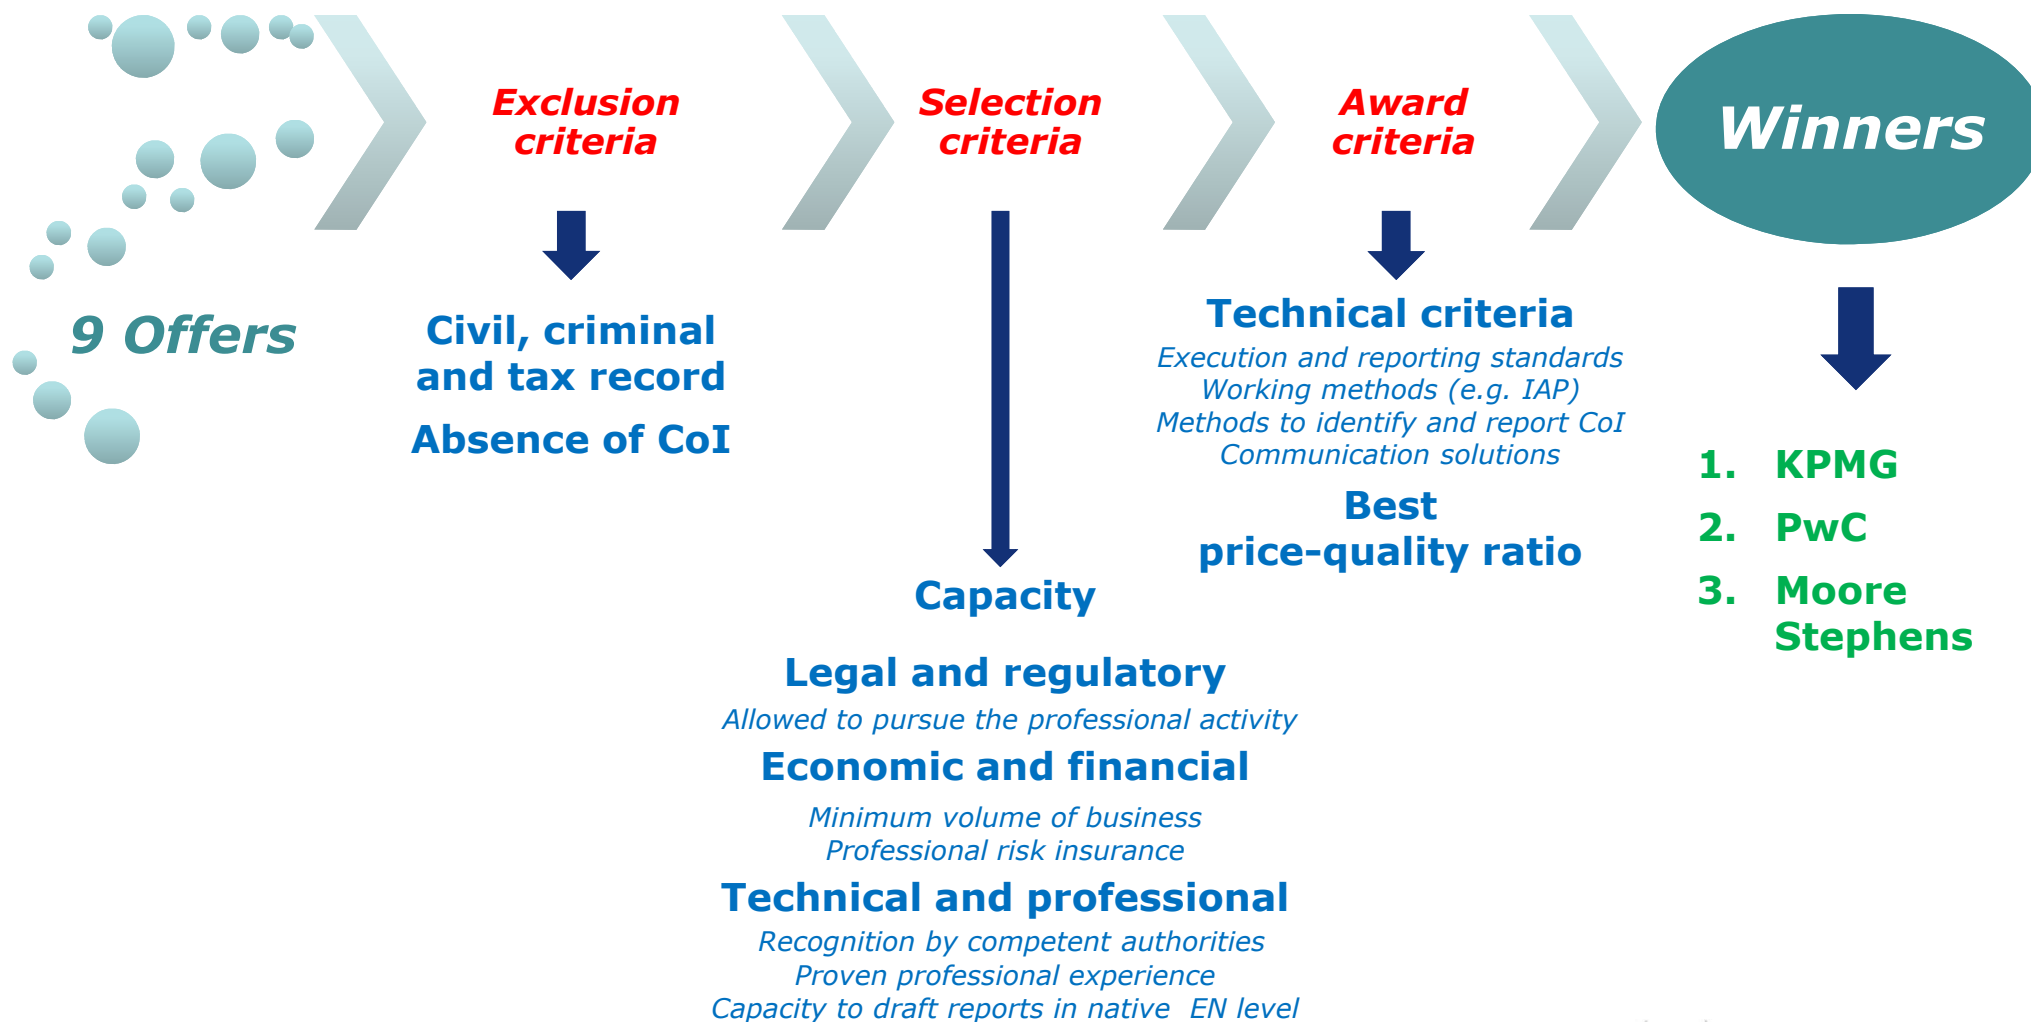 9 Offers
Exclusion
criteria
Civil, criminal
and tax record
Absence of CoI
Selection
criteria
Capacity
Legal and regulatory
Allowed to pursue the professional activity
Economic and financial
Minimum volume of business
Professional risk insurance
Technical and professional
Recognition by competent authorities
Proven professional experience
Capacity to draft reports in native  EN level
Award
criteria
Technical criteria
Execution and reporting standards
Working methods (e.g. IAP)
Methods to identify and report CoI
Communication solutions
Best
price-quality ratio
Winners
1. KPMG
2. PwC
3. Moore
Stephens